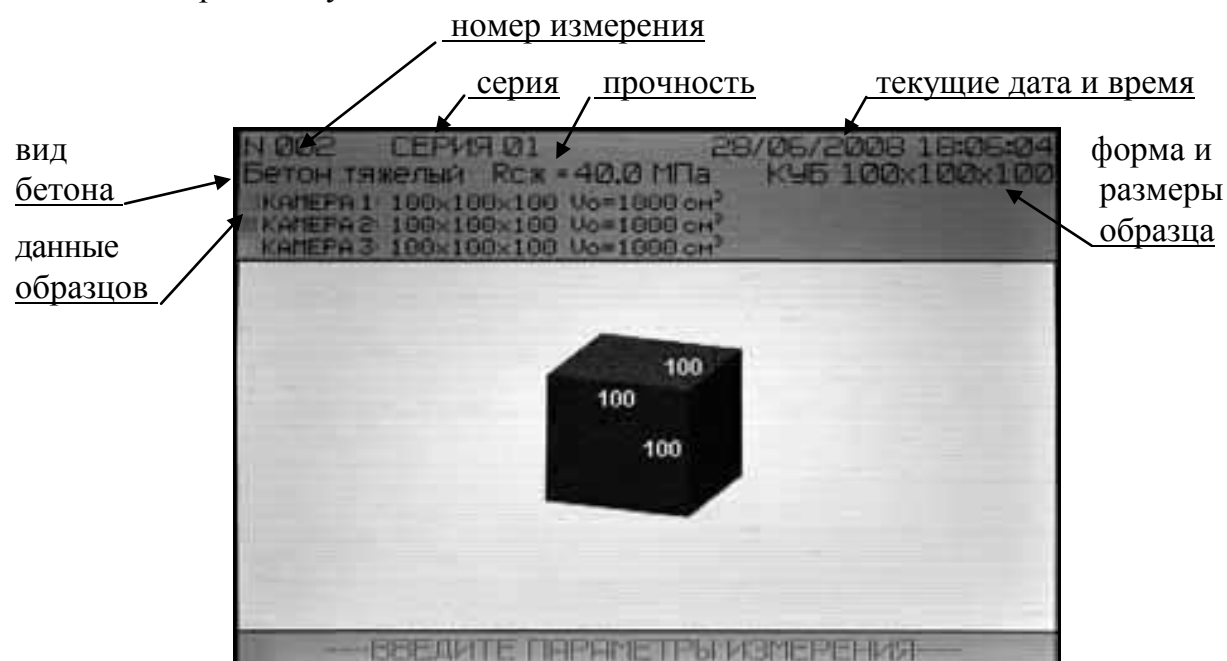 номер измерения
серия
прочность
текущие дата и время
вид
бетона
данные
образцов
форма и
размеры
образца
N 002 СЕРИЯ 01 28/06/2008 18:06:04
Бетон тяжелый Rсж =40.0 МПа КУБ 100x100x100
КАМЕРА 1: 100x100x100 Vo=1000 см³
КАМЕРА 2: 100x100x100 Vo=1000 см³
КАМЕРА 3: 100x100x100 Vo=1000 см³
100
100
100
ВВЕДИТЕ ПАРАМЕТРЫ ИЗМЕРЕНИЯ